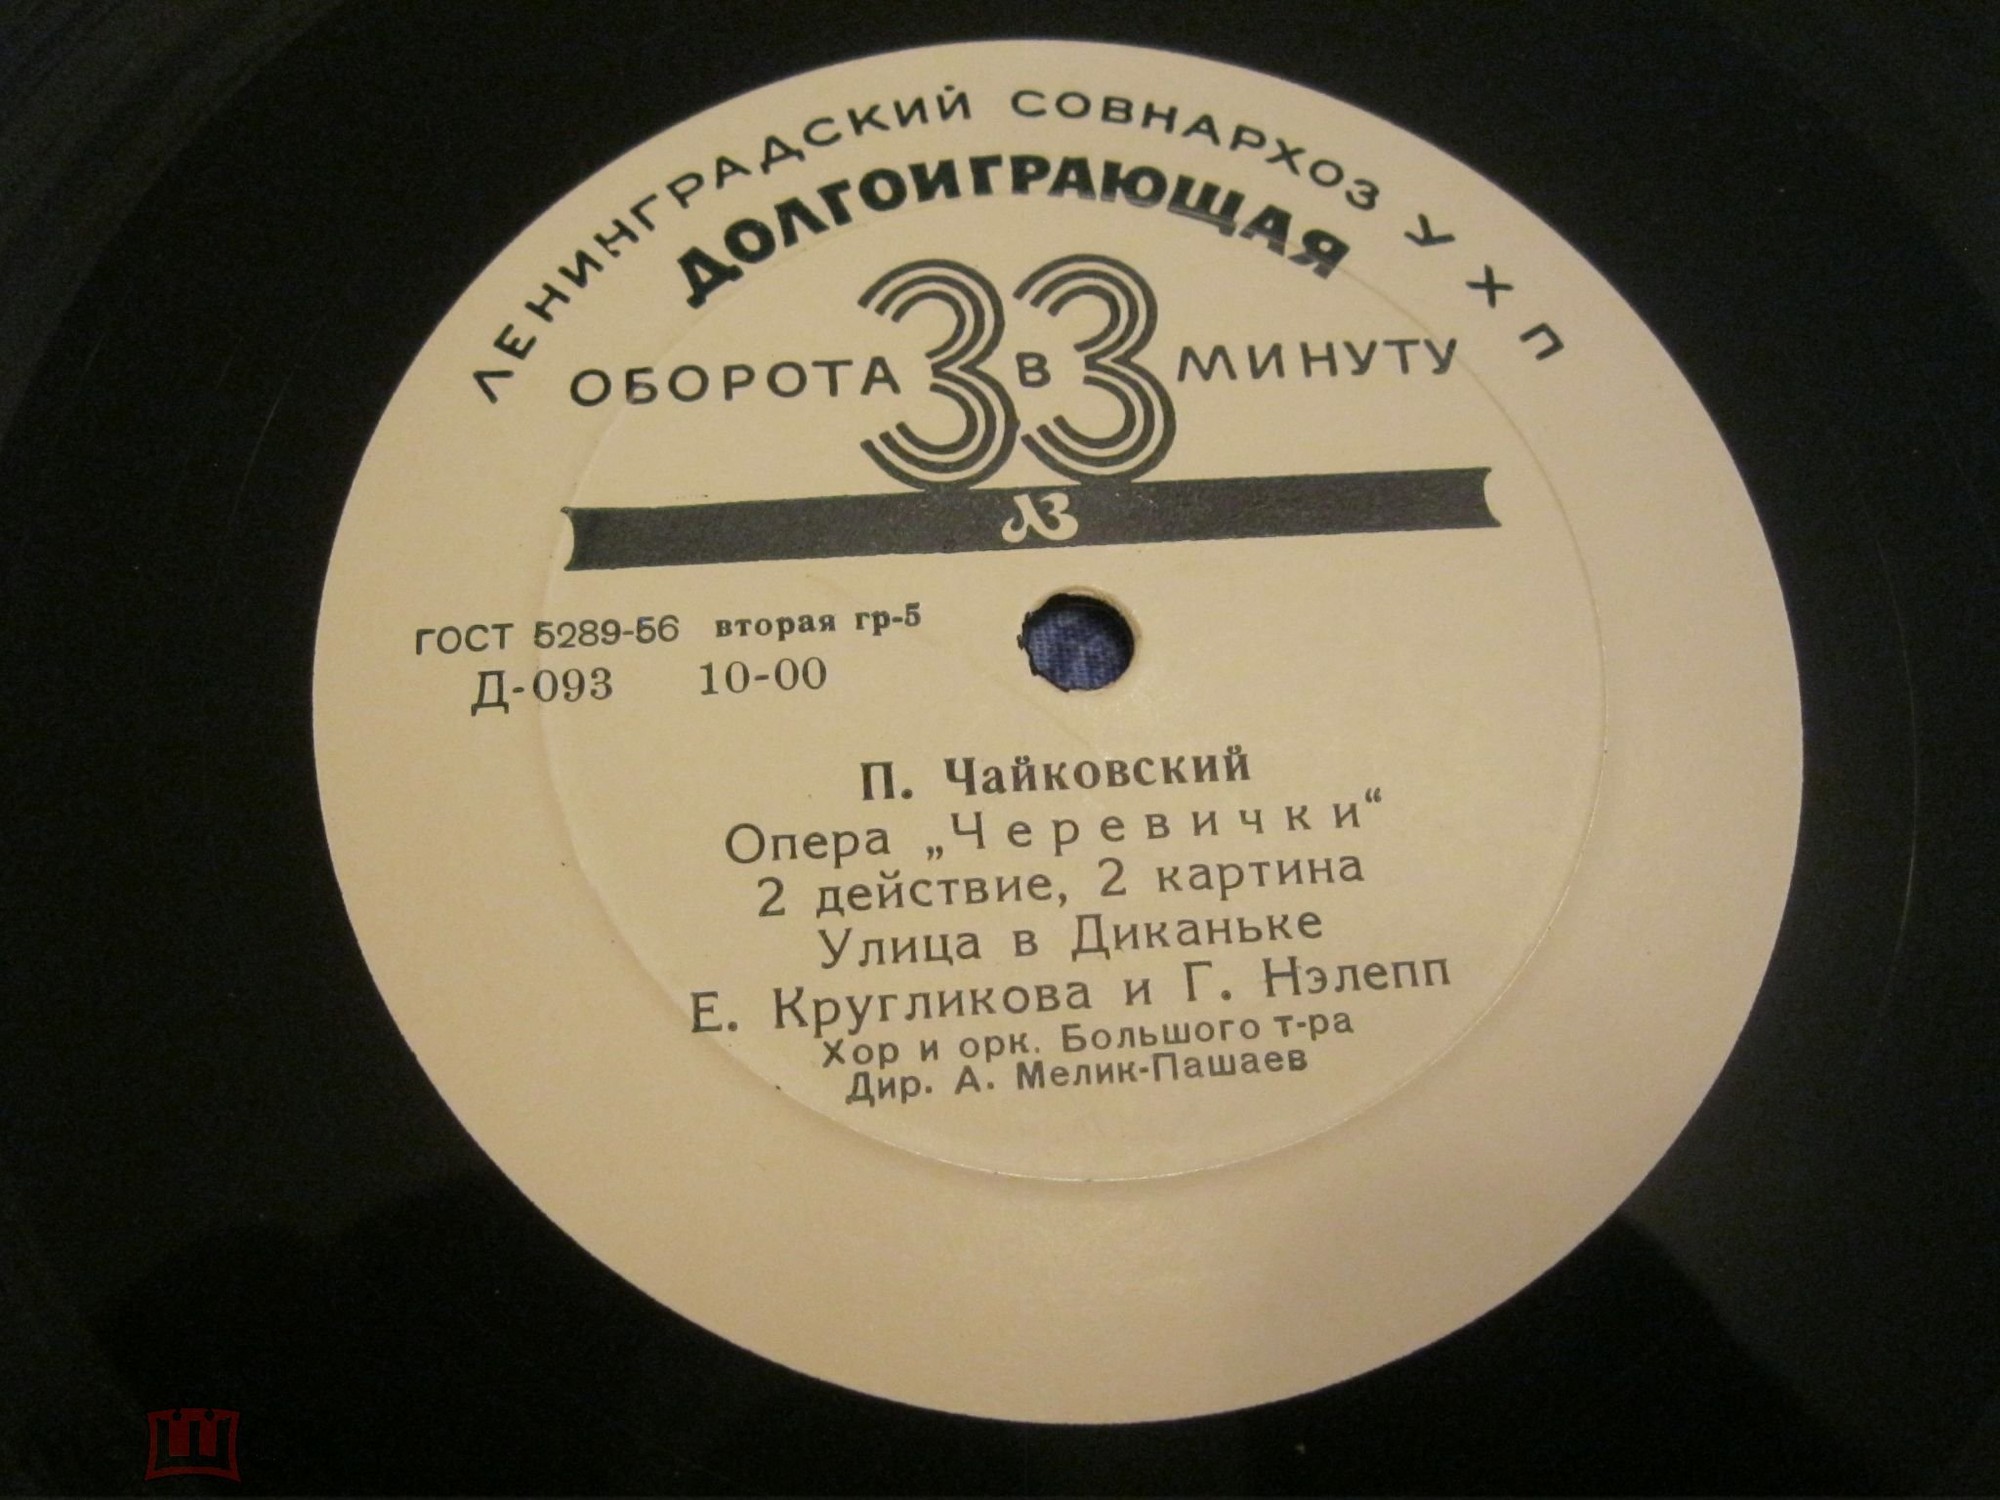 ЛЕНИНГРАДСКИЙ СОВНАРХОЗ У Х П
ДОЛГОИГРАЮЩАЯ
33
ОБОРОТА В МИНУТУ
ЛЗ
ГОСТ 5289-56 вторая гр-5
Д-093 10-00
П. Чайковский
Опера „Черевички“
2 действие, 2 картина
Улица в Диканьке
Е. Кругликова и Г. Нэлепп
Хор и орк. Большого т-ра
Дир. А. Мелик-Пашаев